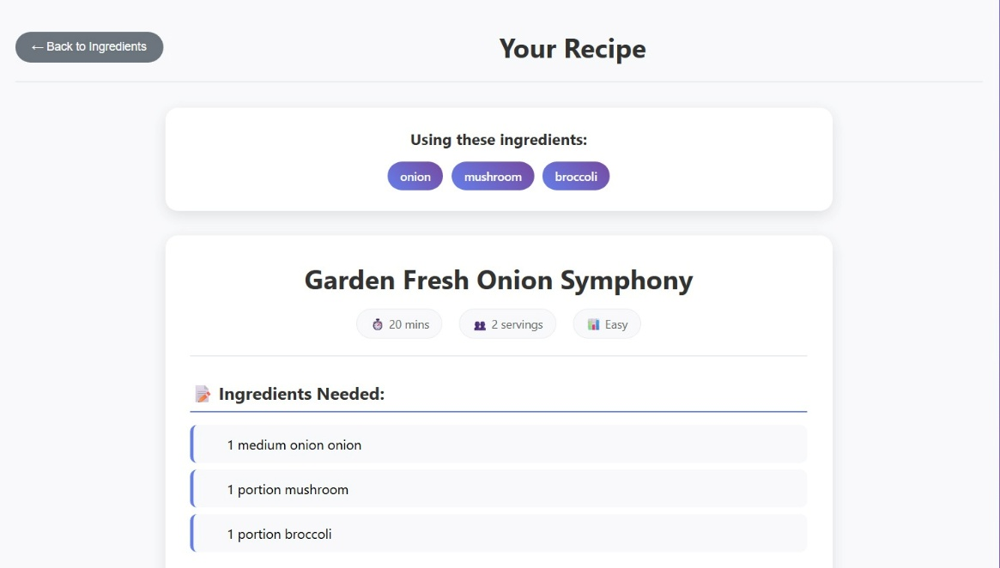 ← Back to Ingredients
Your Recipe
Using these ingredients:
onion mushroom broccoli
Garden Fresh Onion Symphony
20 mins 2 servings Easy
Ingredients Needed:
1 medium onion onion
1 portion mushroom
1 portion broccoli